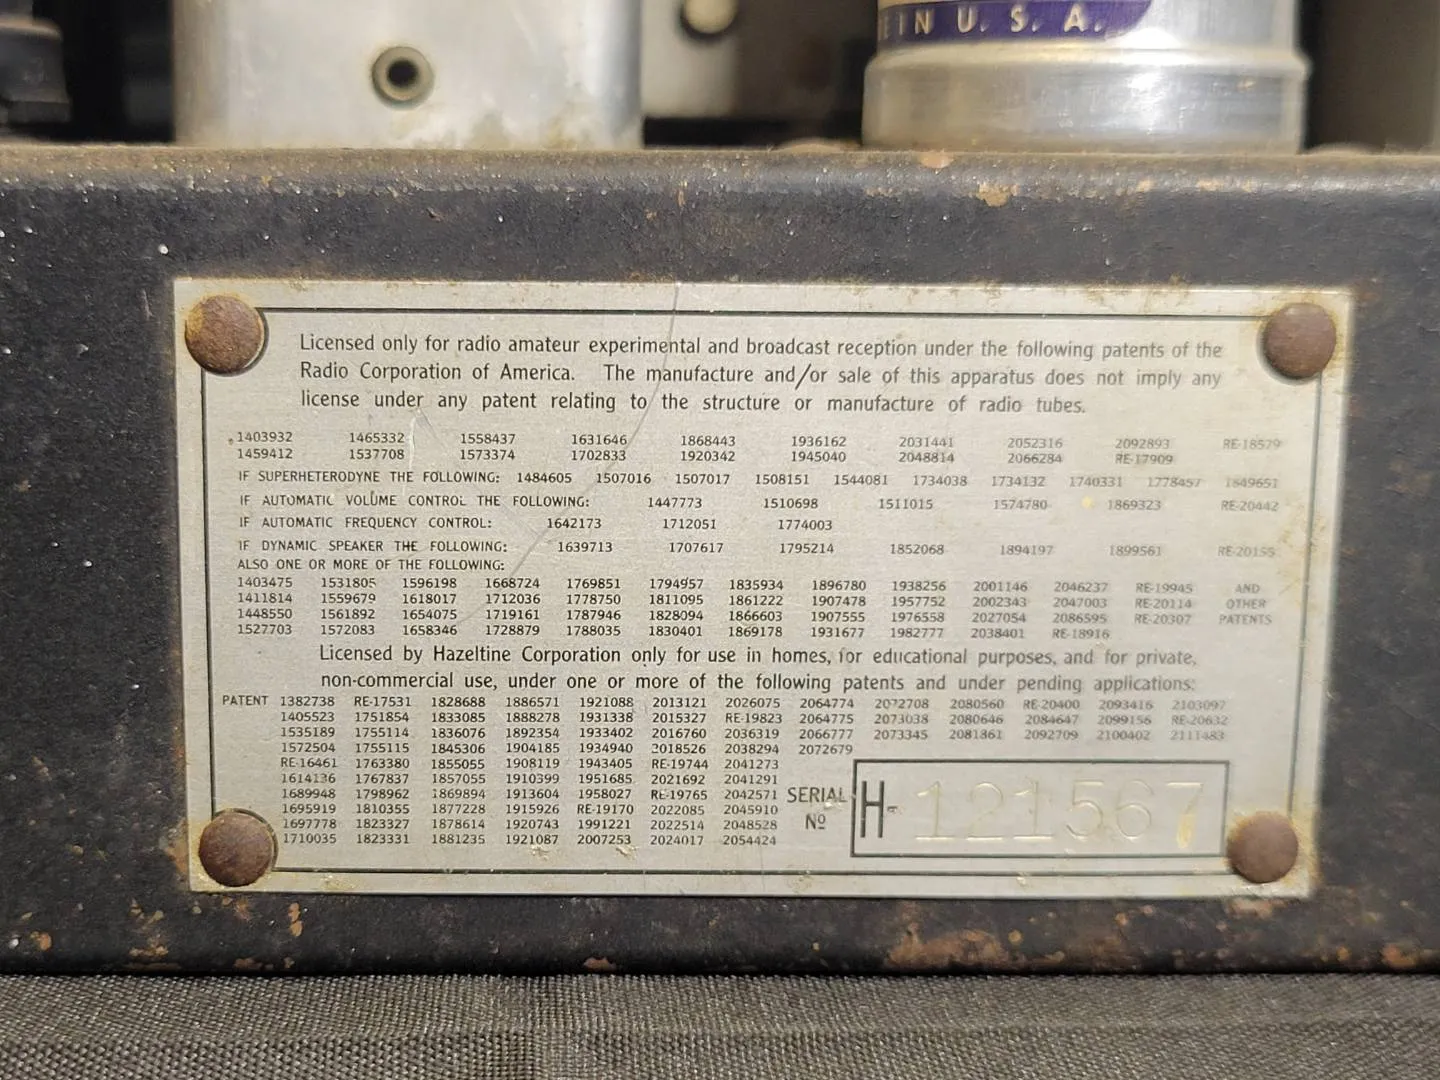 IN U. S. A.
Licensed only for radio amateur experimental and broadcast reception under the following patents of the
Radio Corporation of America. The manufacture and/or sale of this apparatus does not imply any
license under any patent relating to the structure or manufacture of radio tubes.
1403932 1465332 1558437 1631646 1868443 1936162 2031441 2052316 2092893 RE-18579
1459412 1537708 1573374 1702833 1920342 1945040 2048814 2066284 RE-17909
IF SUPERHETERODYNE THE FOLLOWING: 1484605 1507016 1507017 1508151 1544081 1734038 1734132 1740331 1778457 1849651
IF AUTOMATIC VOLUME CONTROL THE FOLLOWING: 1447773 1510698 1511015 1574780 1869323 RE-20442
IF AUTOMATIC FREQUENCY CONTROL: 1642173 1712051 1774003
IF DYNAMIC SPEAKER THE FOLLOWING: 1639713 1707617 1795214 1852068 1894197 1899561 RE-20155
ALSO ONE OR MORE OF THE FOLLOWING:
1403475 1531805 1596198 1668724 1769851 1794957 1835934 1896780 1938256 2001146 2046237 RE-19945 AND
1411814 1559679 1618017 1712036 1778750 1811095 1861222 1907478 1957752 2002343 2047003 RE-20114 OTHER
1448550 1561892 1654075 1719161 1787946 1828094 1866603 1907555 1976558 2027054 2086595 RE-20307 PATENTS
1527703 1572083 1658346 1728879 1788035 1830401 1869178 1931677 1982777 2038401 RE-18916
Licensed by Hazeltine Corporation only for use in homes, for educational purposes, and for private,
non-commercial use, under one or more of the following patents and under pending applications:
PATENT 1382738 RE-17531 1828688 1886571 1921088 2013121 2026075 2064774 2072708 2080560 RE-20400 2093416 2103097
1405523 1751854 1833085 1888278 1931338 2015327 RE-19823 2064775 2073038 2080646 2084647 2099156 RE-20632
1535189 1755114 1836076 1892354 1933402 2016760 2036319 2066777 2073345 2081861 2092709 2100402 2111483
1572504 1755115 1845306 1904185 1934940 2018526 2038294 2072679
RE-16461 1763380 1855055 1908119 1943405 RE-19744 2041273
1614136 1767837 1857055 1910399 1951685 2021692 2041291
1689948 1798962 1869894 1913604 1958027 RE-19765 2042571
1695919 1810355 1877228 1915926 RE-19170 2022085 2045910
1697778 1823327 1878614 1920743 1991221 2022514 2048528
1710035 1823331 1881235 1921087 2007253 2024017 2054424
SERIAL Nº H- 121567